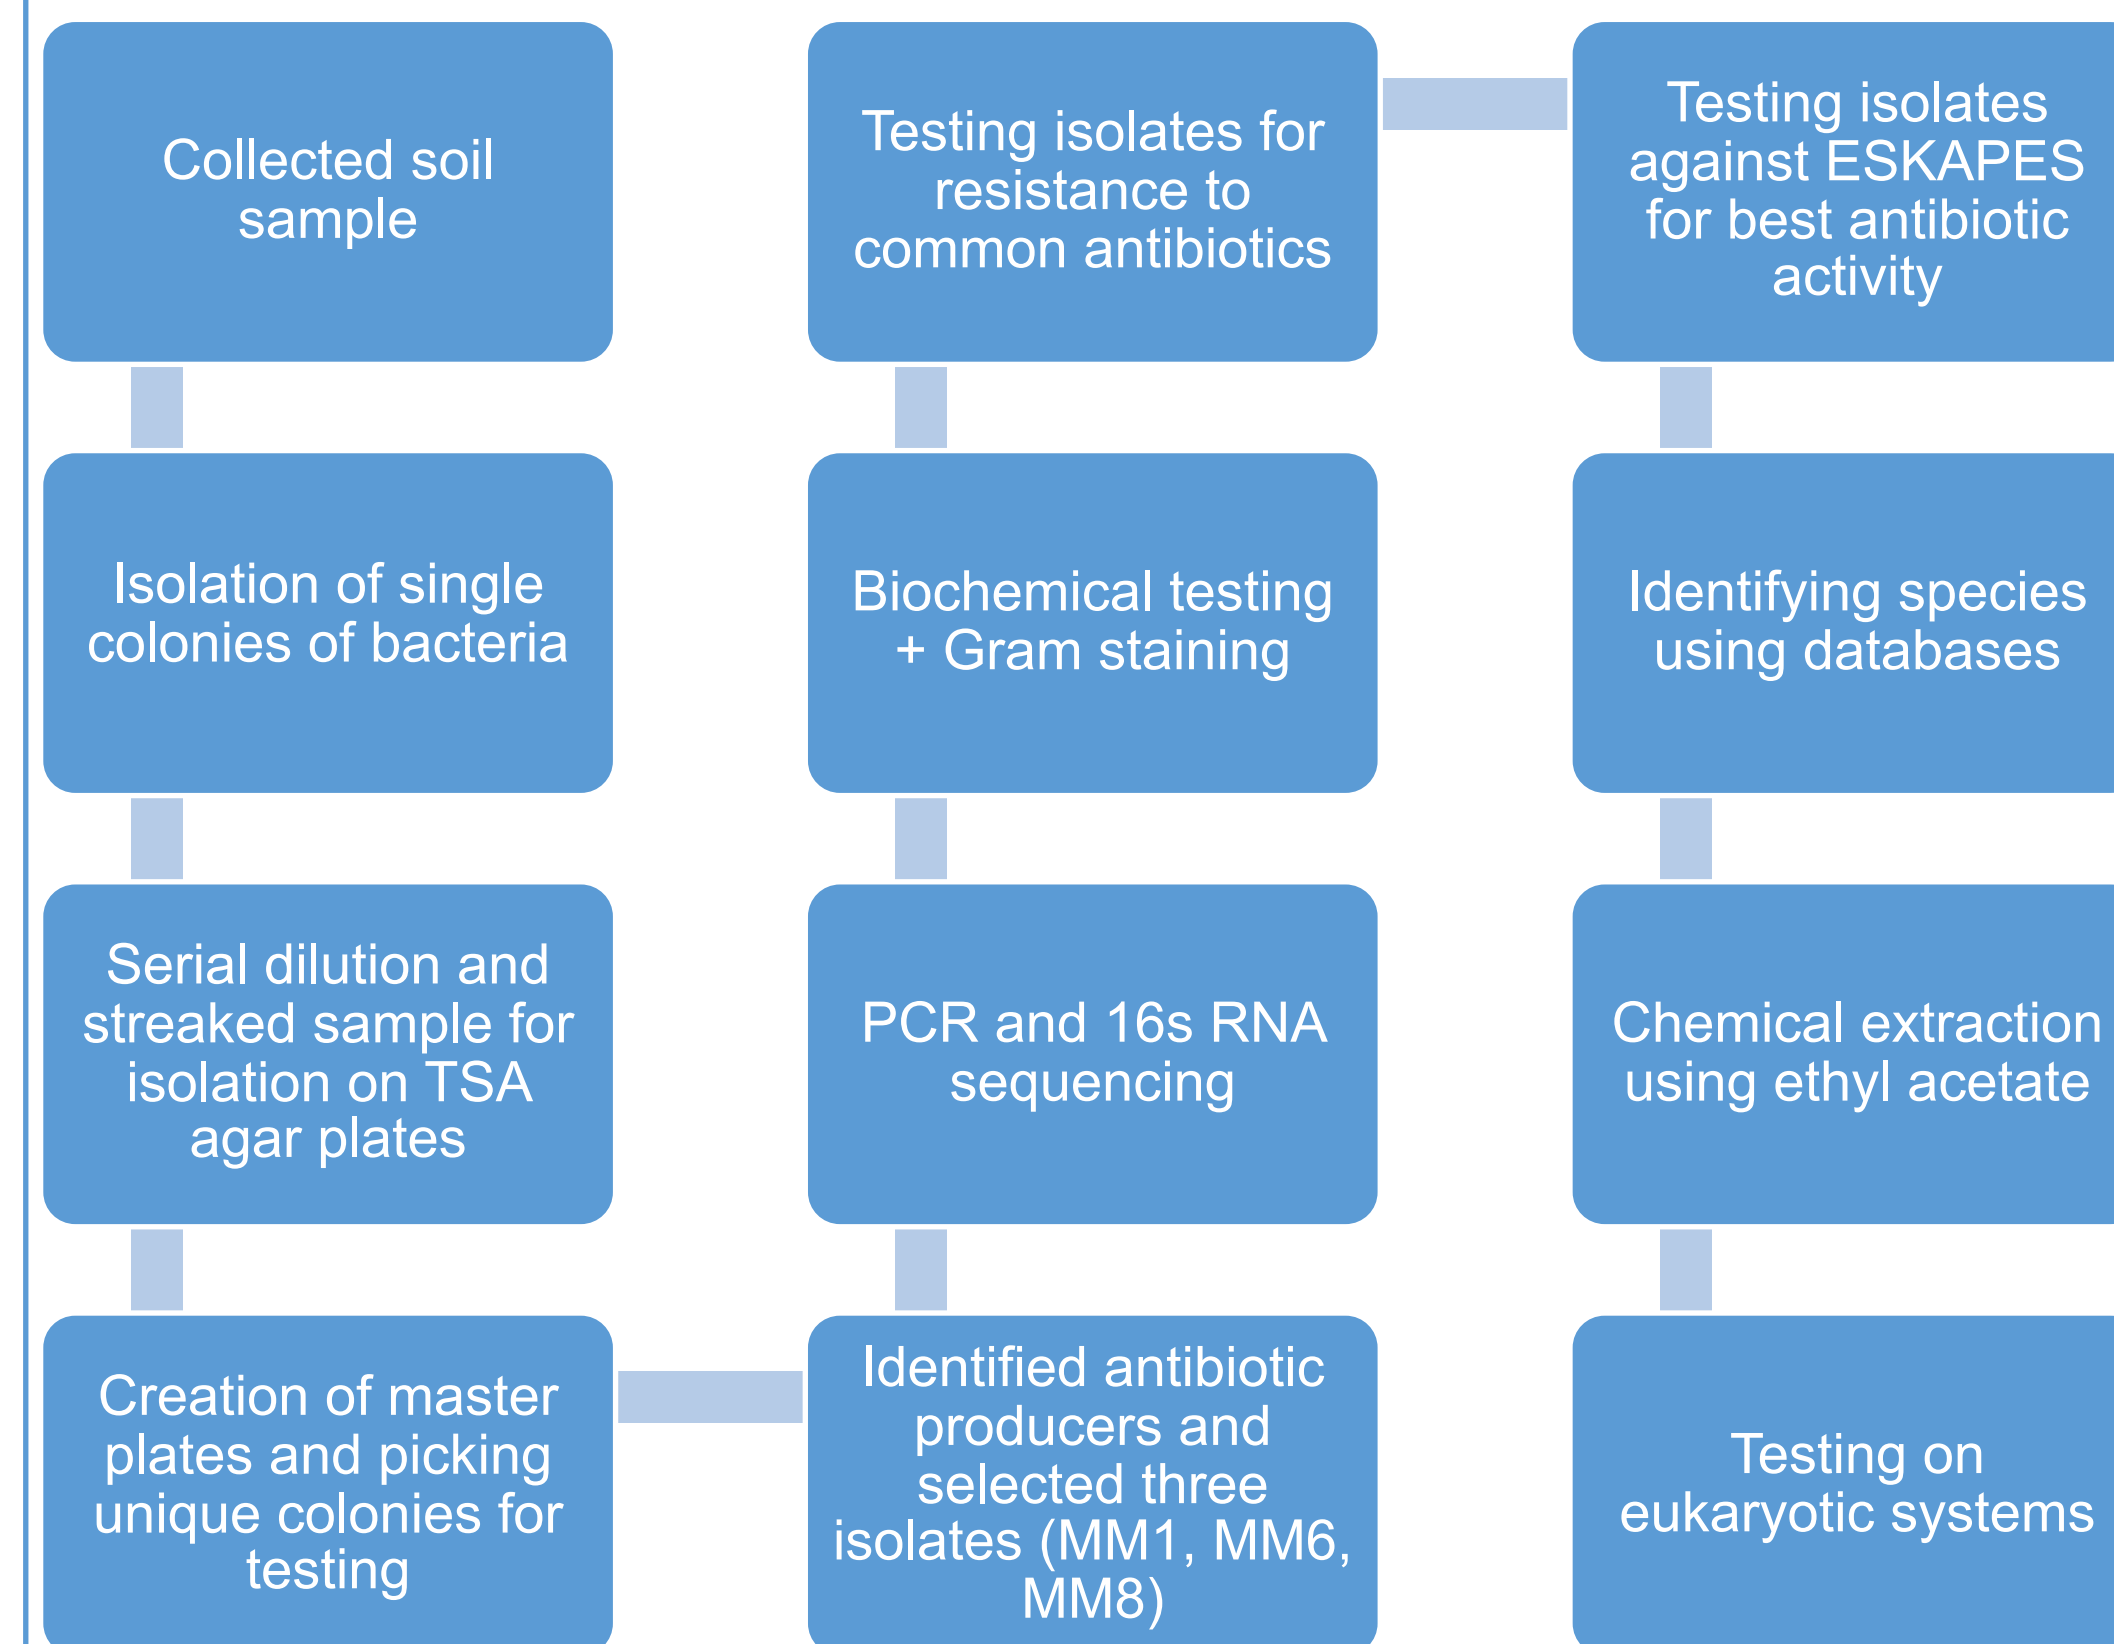 Collected soil
sample
Isolation of single
colonies of bacteria
Serial dilution and
streaked sample for
isolation on TSA
agar plates
Creation of master
plates and picking
unique colonies for
testing
Identified antibiotic
producers and
selected three
isolates (MM1, MM6,
MM8)
PCR and 16s RNA
sequencing
Biochemical testing
+ Gram staining
Testing isolates for
resistance to
common antibiotics
Testing isolates
against ESKAPES
for best antibiotic
activity
Identifying species
using databases
Chemical extraction
using ethyl acetate
Testing on
eukaryotic systems